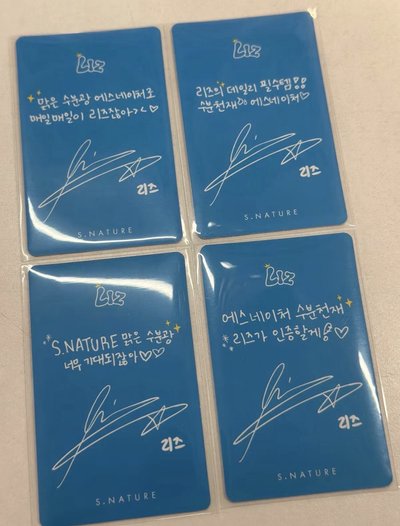 LIZ
맑은 수분광 에스네이처로
매일매일이 리즈잖아ㄱ♡
리즈
S.NATURE
LIZ
리즈의 데일리 필수템!!
수분천재 에스네이처♡
리즈
S.NATURE
LIZ
S.NATURE 맑은 수분광
너무 기대되잖아♡♡
리즈
S.NATURE
LIZ
에스네이처 수분천재
리즈가 인증할게♡
리즈
S.NATURE